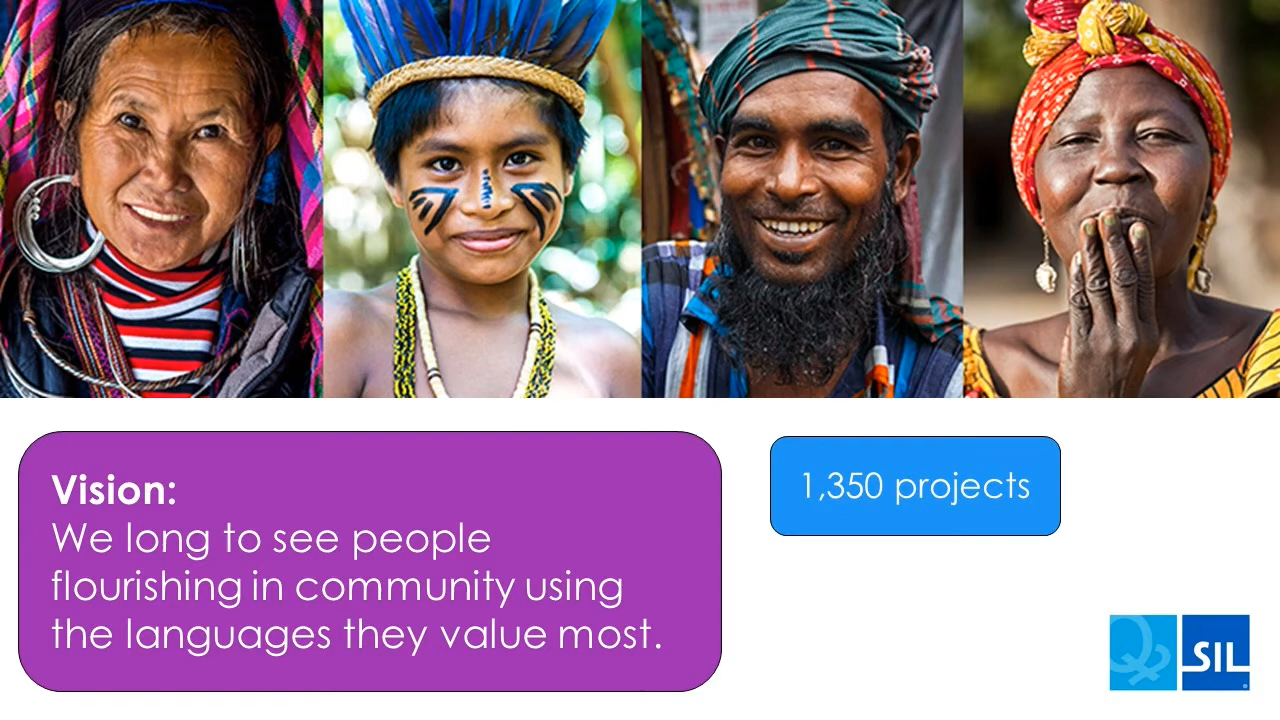 Vision:
We long to see people
flourishing in community using
the languages they value most.
1,350 projects
SIL